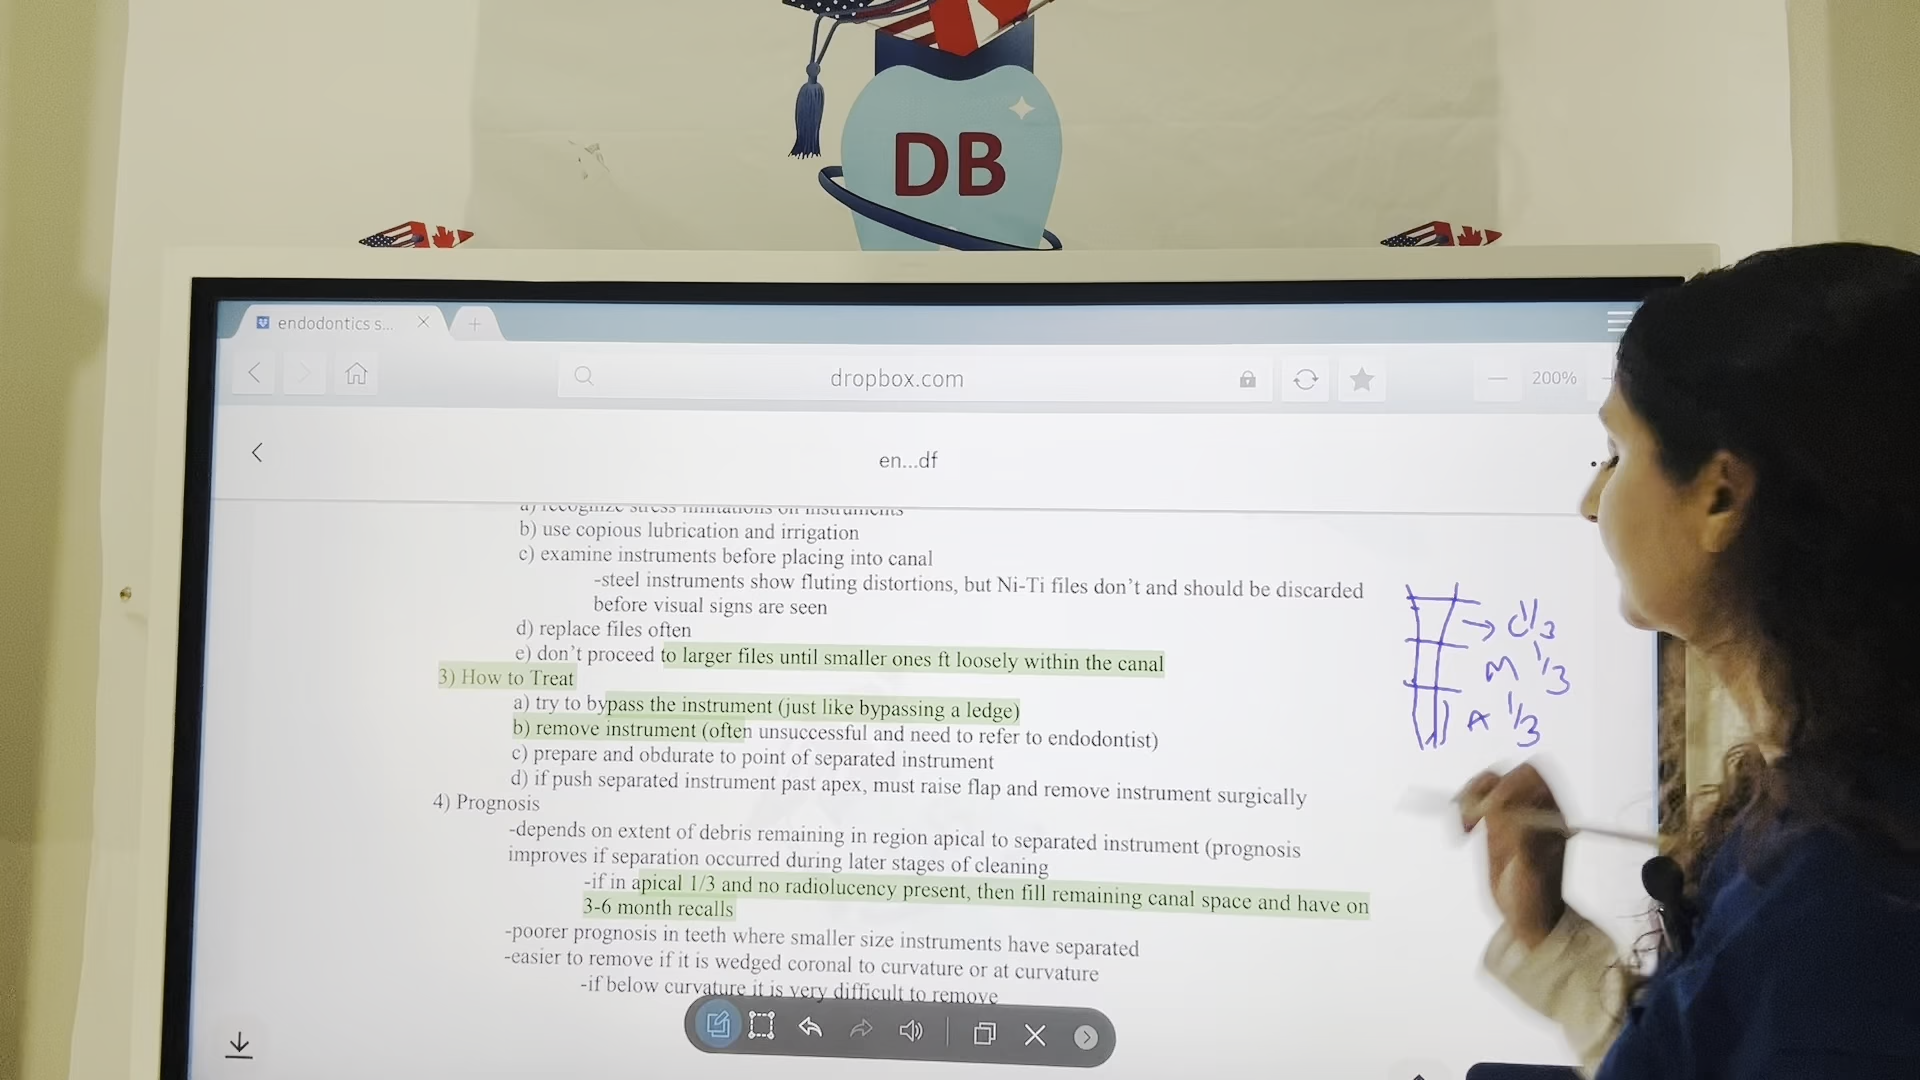 DB
endodontics s...
dropbox.com
200%
en...df
a) recognize stress limitations on instruments
b) use copious lubrication and irrigation
c) examine instruments before placing into canal
-steel instruments show fluting distortions, but Ni-Ti files don't and should be discarded
before visual signs are seen
d) replace files often
e) don't proceed to larger files until smaller ones ft loosely within the canal
3) How to Treat
a) try to bypass the instrument (just like bypassing a ledge)
b) remove instrument (often unsuccessful and need to refer to endodontist)
c) prepare and obdurate to point of separated instrument
d) if push separated instrument past apex, must raise flap and remove instrument surgically
4) Prognosis
-depends on extent of debris remaining in region apical to separated instrument (prognosis
improves if separation occurred during later stages of cleaning
-if in apical 1/3 and no radiolucency present, then fill remaining canal space and have on
3-6 month recalls
-poorer prognosis in teeth where smaller size instruments have separated
-easier to remove if it is wedged coronal to curvature or at curvature
-if below curvature it is very difficult to remove
→ C 1/3
M 1/3
A 1/3